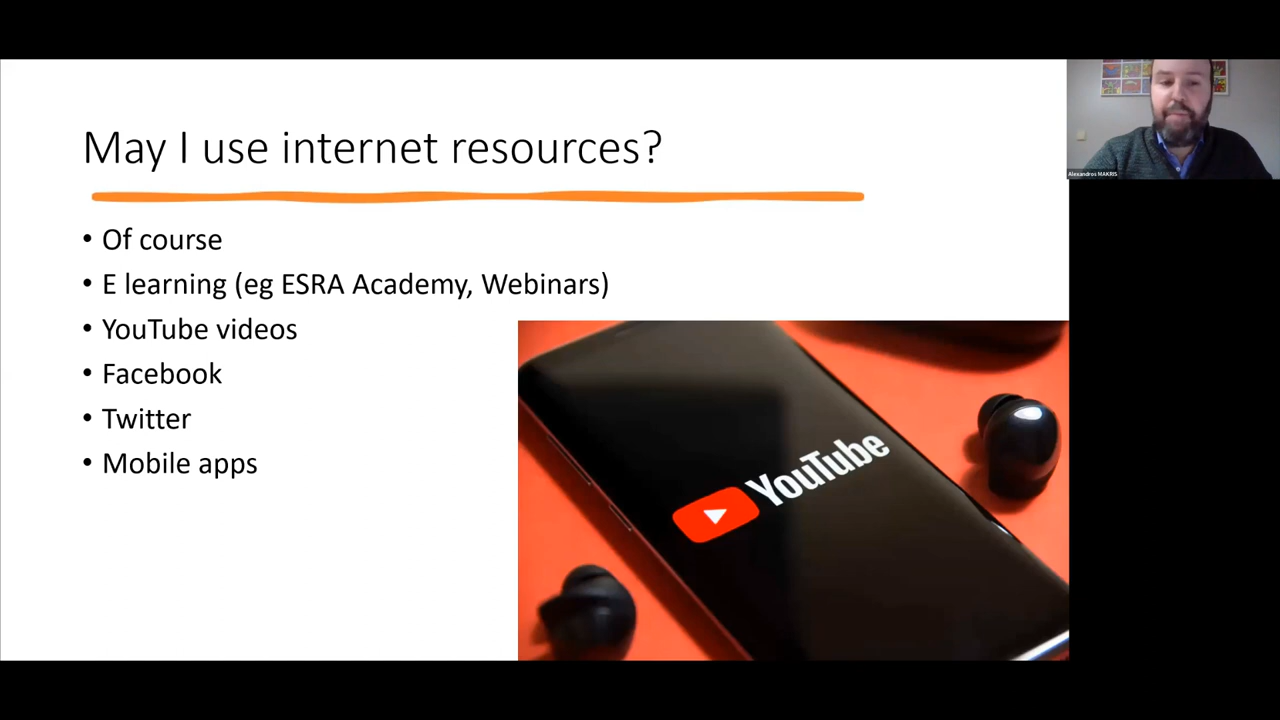 May I use internet resources?
• Of course
• E learning (eg ESRA Academy, Webinars)
• YouTube videos
• Facebook
• Twitter
• Mobile apps
YouTube
Alexandros MAKRIS